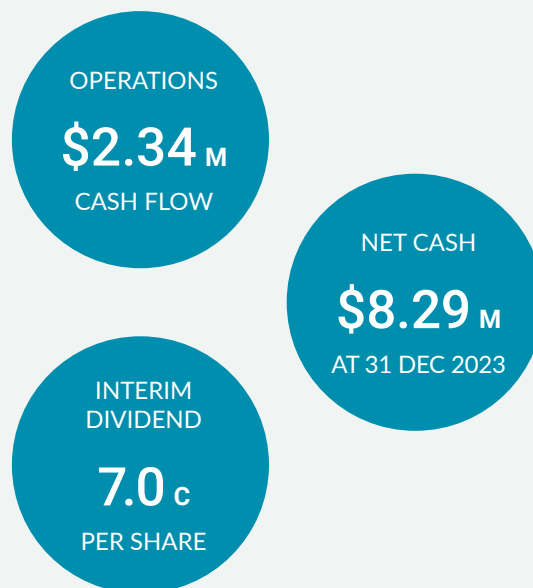 OPERATIONS
$2.34 M
CASH FLOW
NET CASH
$8.29 M
AT 31 DEC 2023
INTERIM
DIVIDEND
7.0 C
PER SHARE